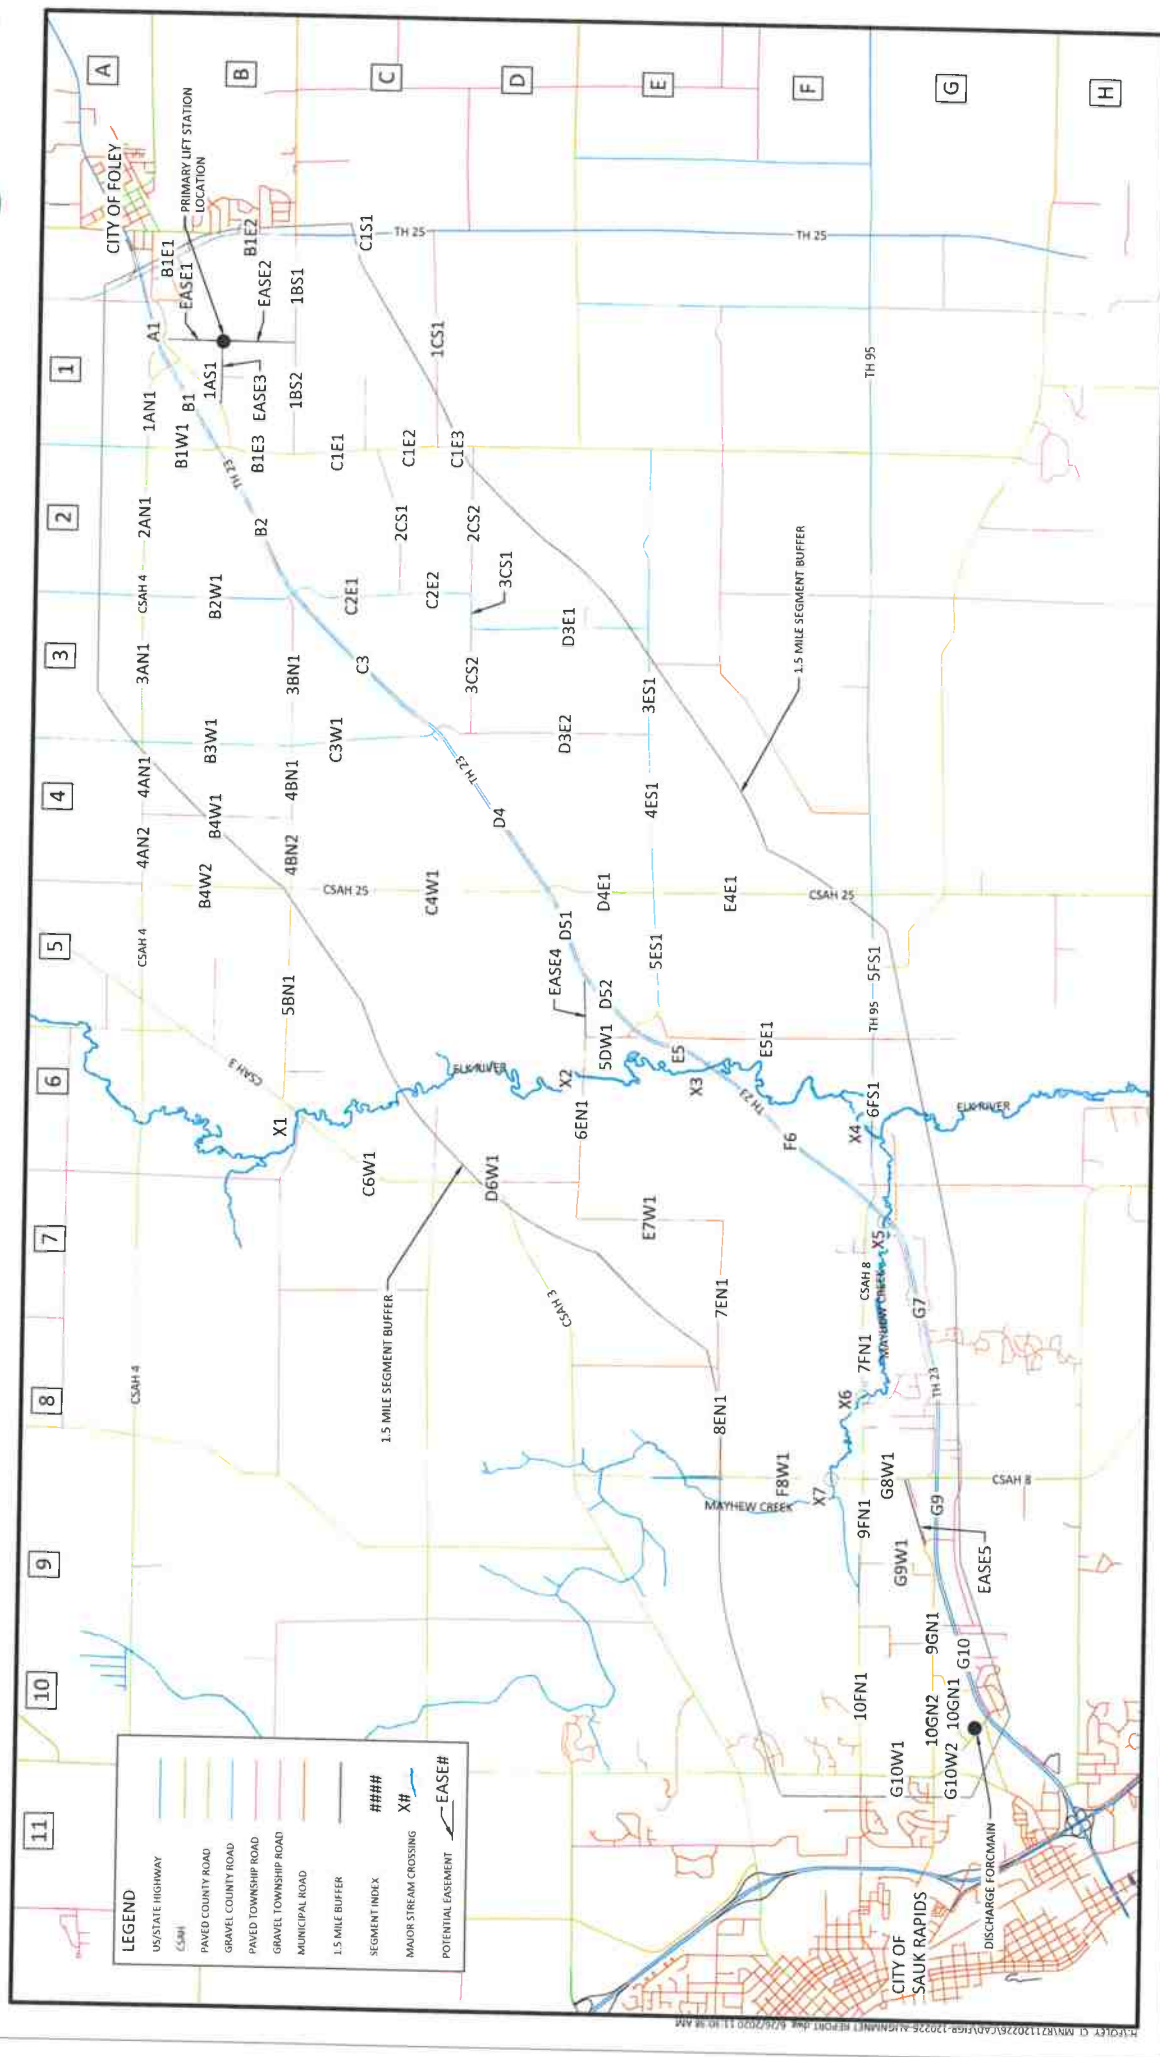 A
B
C
D
E
F
G
H
1
2
3
4
5
6
7
8
9
10
11
CITY OF FOLEY
PRIMARY LIFT STATION
LOCATION
B1E1
EASE1
B1E2
EASE2
1BS1
C1S1
TH 25
TH 25
A1
1AN1
B1
1AS1
EASE3
1BS2
1CS1
TH 95
B1W1
B1E3
C1E1
C1E2
C1E3
TH 23
2AN1
B2
2CS1
2CS2
CSAH 4
B2W1
C2E1
C2E2
3CS1
1.5 MILE SEGMENT BUFFER
3AN1
3BN1
C3
3CS2
D3E1
3ES1
B3W1
C3W1
D3E2
4AN1
4BN1
TH 23
4AN2
B4W1
4BN2
D4
4ES1
B4W2
CSAH 25
C4W1
D4E1
E4E1
CSAH 25
CSAH 4
D51
5ES1
5FS1
5BN1
EASE4
D52
TH 95
5DW1
E5
E5E1
CSAH 3
ELK RIVER
X2
X3
TH 23
6FS1
ELK RIVER
X1
6EN1
F6
X4
C6W1
D6W1
E7W1
X5
1.5 MILE SEGMENT BUFFER
CSAH 3
7EN1
CSAH 8
MAYHEW CREEK
G7
7FN1
CSAH 4
8EN1
X6
TH 23
F8W1
G8W1
CSAH 8
MAYHEW CREEK
X7
9FN1
G9
G9W1
EASE5
9GN1
G10
10FN1
10GN2
10GN1
G10W1
G10W2
DISCHARGE FORCMAIN
CITY OF
SAUK RAPIDS
LEGEND
US/STATE HIGHWAY
CSAH
PAVED COUNTY ROAD
GRAVEL COUNTY ROAD
PAVED TOWNSHIP ROAD
GRAVEL TOWNSHIP ROAD
MUNICIPAL ROAD
1.5 MILE BUFFER
SEGMENT INDEX ####
MAJOR STREAM CROSSING X#
POTENTIAL EASEMENT EASE#